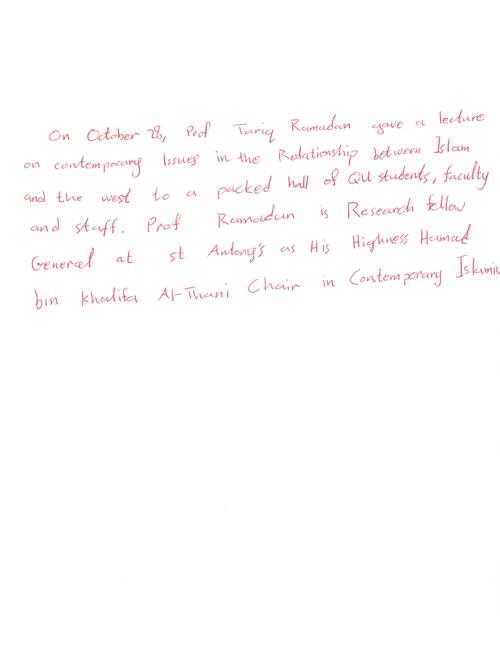 On October 28, Prof Tariq Ramadan gave a lecture
on contemporary Issues in the Relationship between Islam
and the west to a packed hall of QU students, faculty
and staff. Prof Ramadan is Research fellow
General at st Antony's as His Highness Hamad
bin Khalifa Al-Thani Chair in Contemporary Islamic